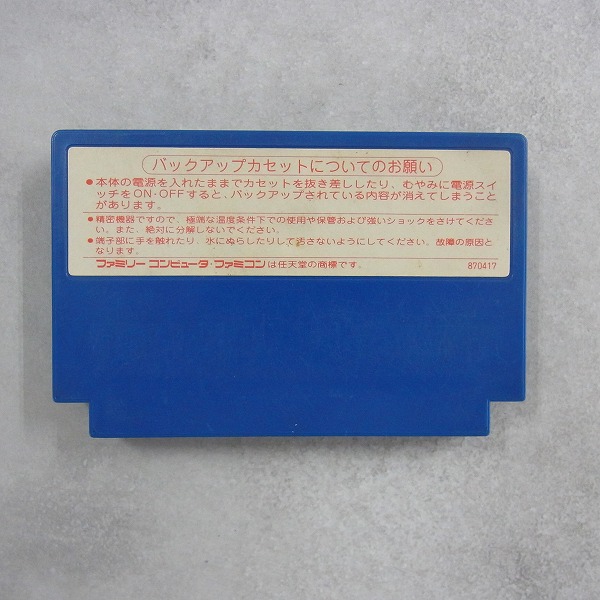 バックアップカセットについてのお願い
●本体の電源を入れたままでカセットを抜き差ししたり、むやみに電源スイ
ッチをON-OFFすると、バックアップされている内容が消えてしまうこと
があります。
●精密機器ですので、極端な温度条件下での使用や保管および強いショックをさけてくださ
い。また、絶対に分解しないでください。
●端子部に手を触れたり、水にぬらしたりして汚さないようにしてください。故障の原因と
なります。
ファミリーコンピュータ・ファミコンは任天堂の商標です。
870417